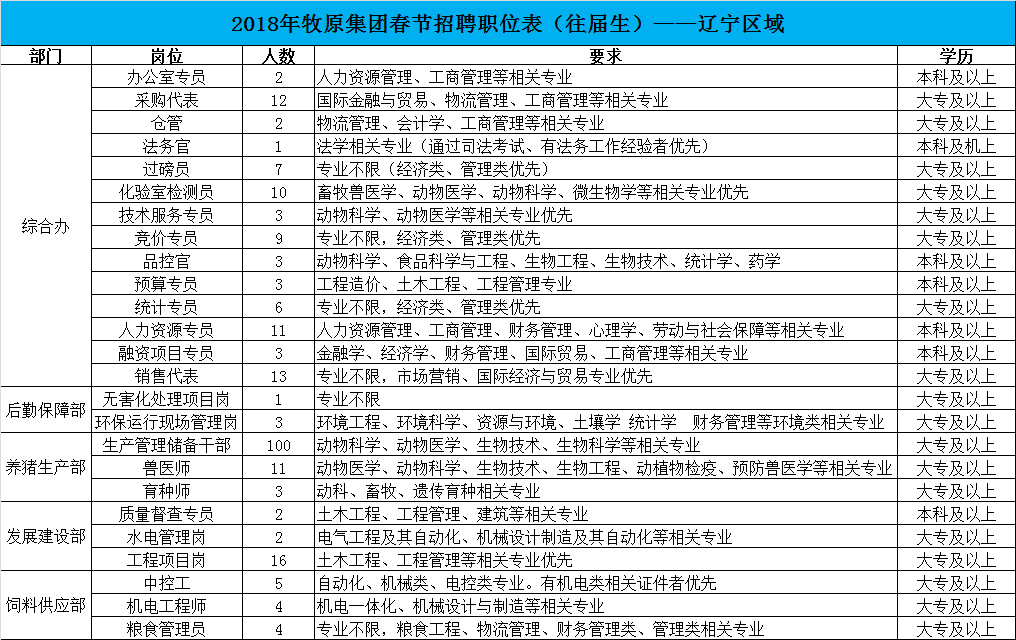 2018年牧原集团春节招聘职位表（往届生）——辽宁区域
部门 岗位 人数 要求 学历
综合办 办公室专员 2 人力资源管理、工商管理等相关专业 本科及以上
采购代表 12 国际金融与贸易、物流管理、工商管理等相关专业 大专及以上
仓管 2 物流管理、会计学、工商管理等相关专业 大专及以上
法务官 1 法学相关专业（通过司法考试、有法务工作经验者优先） 本科及机上
过磅员 7 专业不限（经济类、管理类优先） 大专及以上
化验室检测员 10 畜牧兽医学、动物医学、动物科学、微生物学等相关专业优先 大专及以上
技术服务专员 3 动物科学、动物医学等相关专业优先 大专及以上
竞价专员 9 专业不限，经济类、管理类优先 大专及以上
品控官 3 动物科学、食品科学与工程、生物工程、生物技术、统计学、药学 本科及以上
预算专员 3 工程造价、土木工程、工程管理专业 本科及以上
统计专员 6 专业不限，经济类、管理类优先 大专及以上
人力资源专员 11 人力资源管理、工商管理、财务管理、心理学、劳动与社会保障等相关专业 本科及以上
融资项目专员 3 金融学、经济学、财务管理、国际贸易、工商管理等相关专业 本科及以上
销售代表 13 专业不限，市场营销、国际经济与贸易专业优先 大专及以上
后勤保障部 无害化处理项目岗 1 专业不限 大专及以上
环保运行现场管理岗 3 环境工程、环境科学、资源与环境、土壤学 统计学 财务管理等环境类相关专业 大专及以上
养猪生产部 生产管理储备干部 100 动物科学、动物医学、生物技术、生物科学等相关专业 大专及以上
兽医师 11 动物医学、动物科学、生物技术、生物工程、动植物检疫、预防兽医学等相关专业 大专及以上
育种师 3 动科、畜牧、遗传育种相关专业 大专及以上
发展建设部 质量督查专员 2 土木工程、工程管理、建筑等相关专业 本科及以上
水电管理岗 2 电气工程及其自动化、机械设计制造及其自动化等相关专业 大专及以上
工程项目岗 16 土木工程、工程管理等相关专业优先 大专及以上
饲料供应部 中控工 5 自动化、机械类、电控类专业。有机电类相关证件者优先 大专及以上
机电工程师 4 机电一体化、机械设计与制造等相关专业 大专及以上
粮食管理员 4 专业不限，粮食工程、物流管理、财务管理类、管理类相关专业 大专及以上